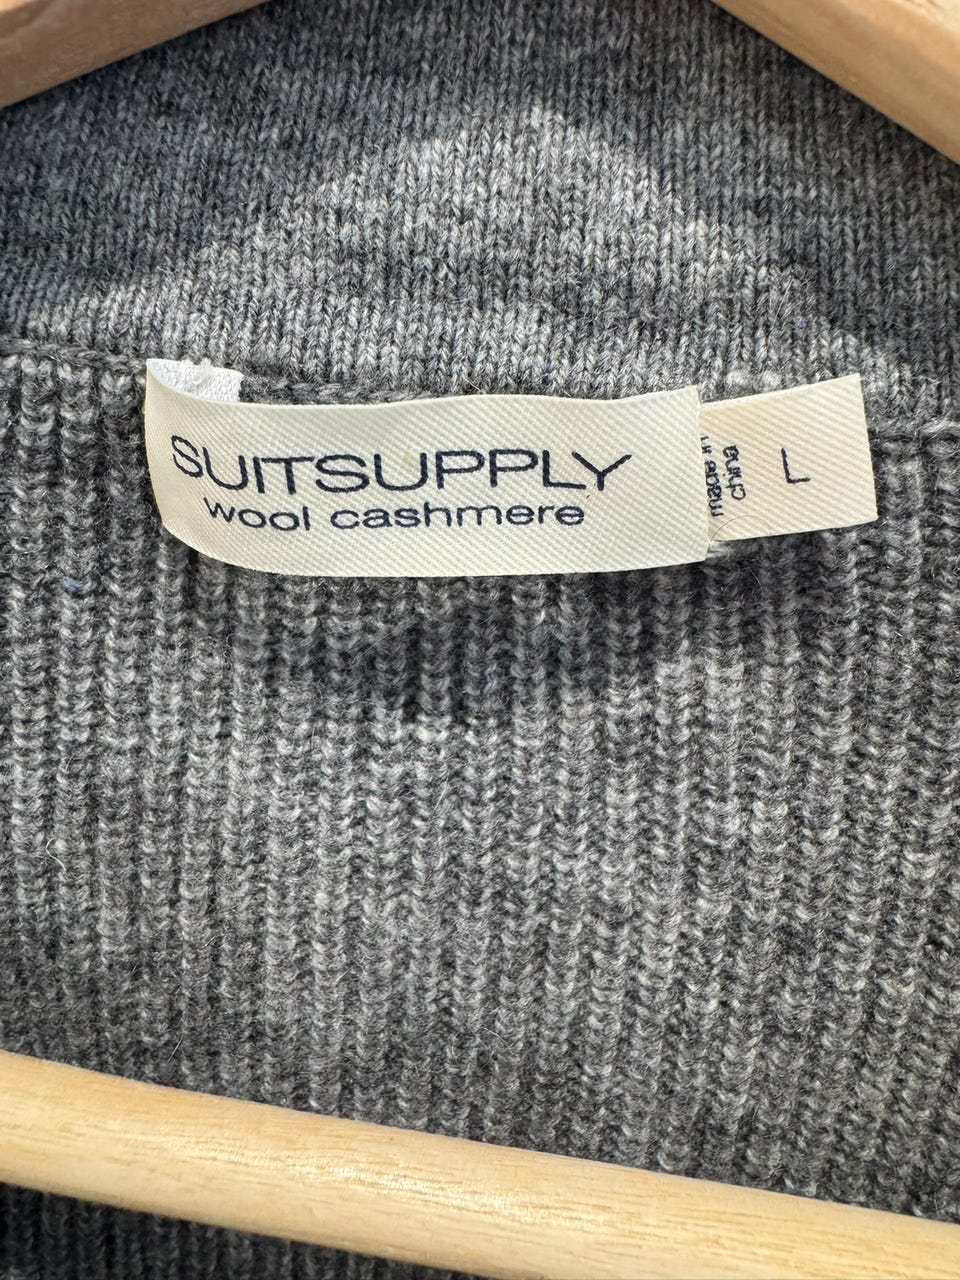 SUITSUPPLY
wool cashmere
made in
china
L